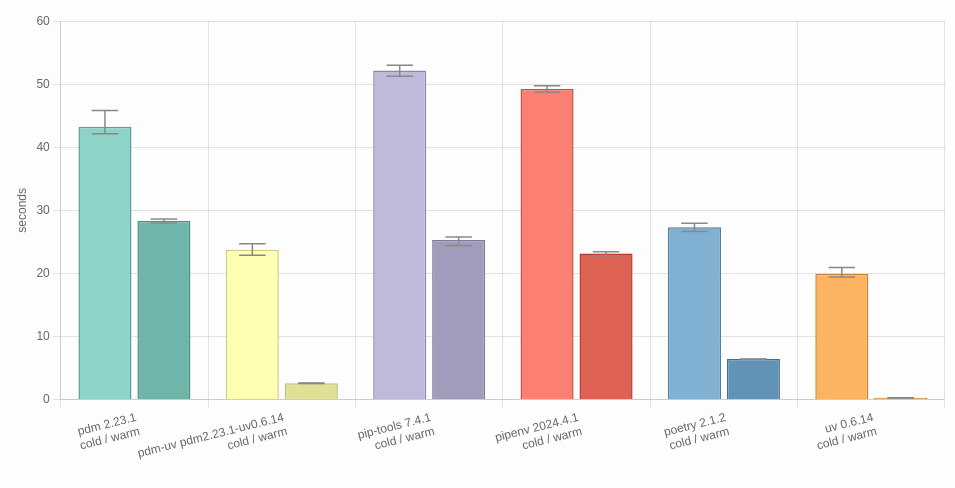 60
50
40
30
20
10
0
seconds
pdm 2.23.1
cold / warm
pdm-uv pdm2.23.1-uv0.6.14
cold / warm
pip-tools 7.4.1
cold / warm
pipenv 2024.4.1
cold / warm
poetry 2.1.2
cold / warm
uv 0.6.14
cold / warm